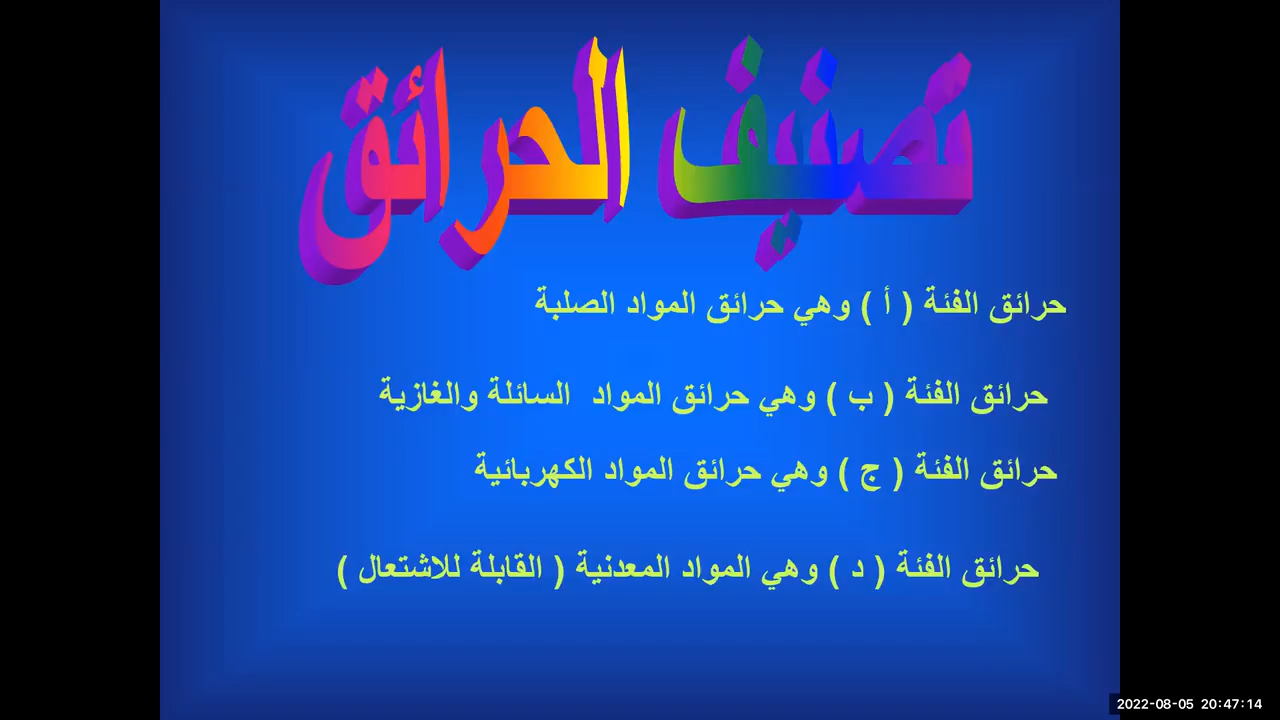 تصنيف الحرائق
حرائق الفئة ( أ ) وهي حرائق المواد الصلبة
حرائق الفئة ( ب ) وهي حرائق المواد السائلة والغازية
حرائق الفئة ( ج ) وهي حرائق المواد الكهربائية
حرائق الفئة ( د ) وهي المواد المعدنية ( القابلة للاشتعال )
2022-08-05 20:47:14